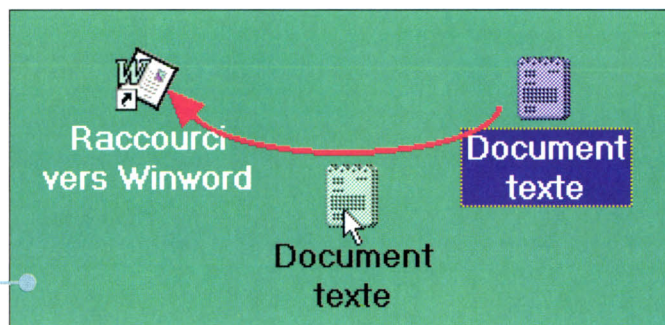 W
Raccourci
vers Winword
Document
texte
Document
texte